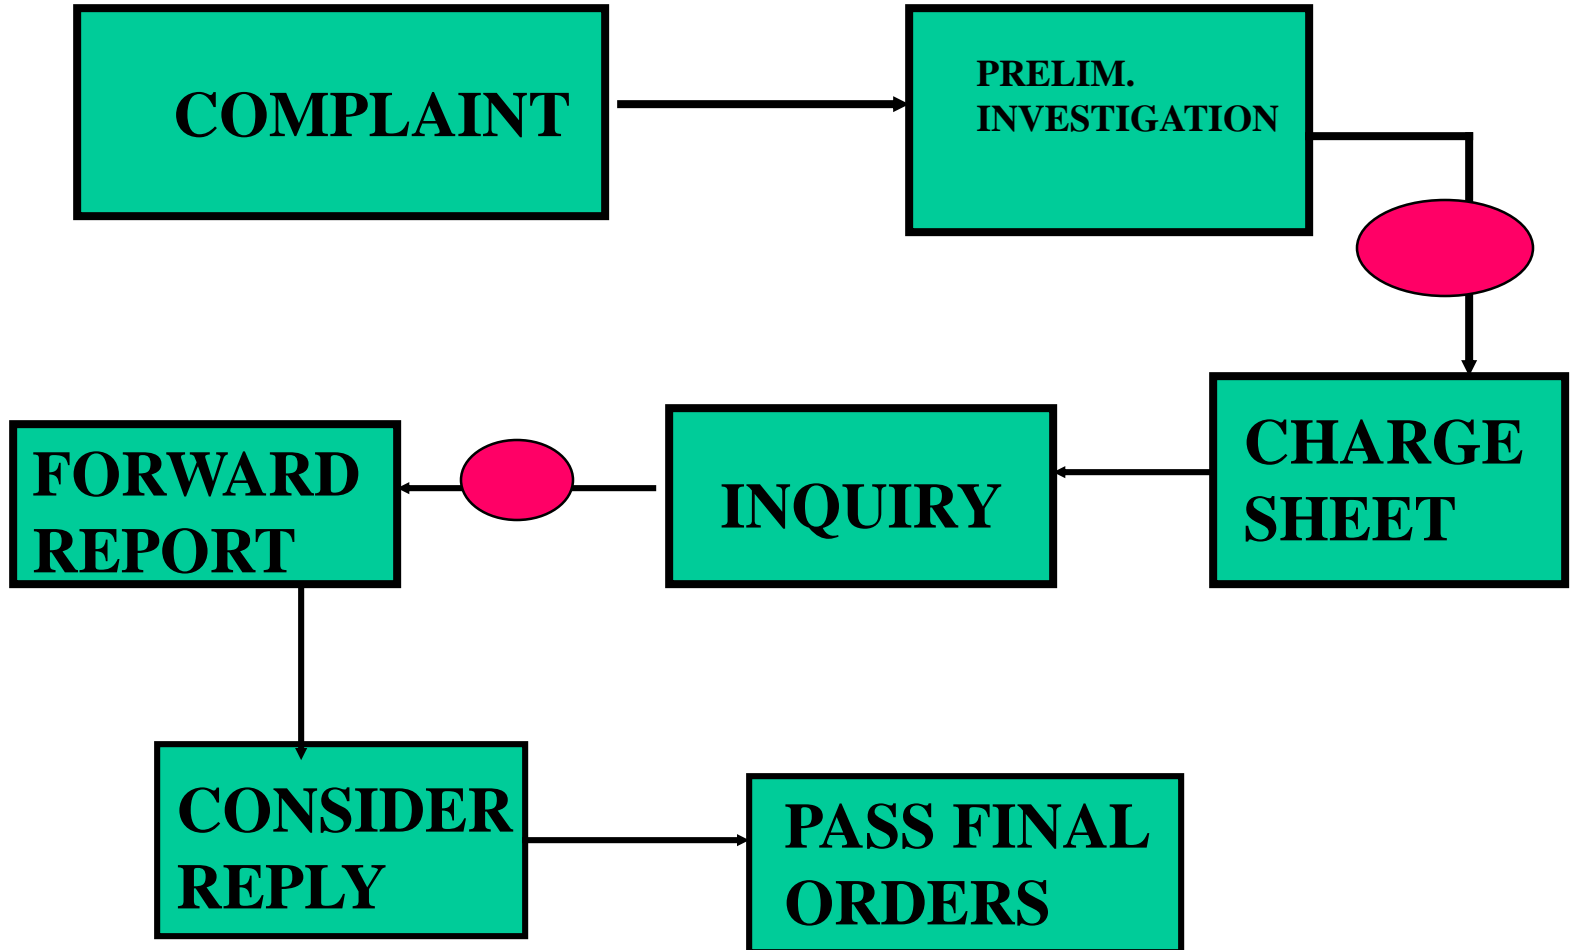 COMPLAINT
PRELIM.
INVESTIGATION
CHARGE
SHEET
INQUIRY
FORWARD
REPORT
CONSIDER
REPLY
PASS FINAL
ORDERS